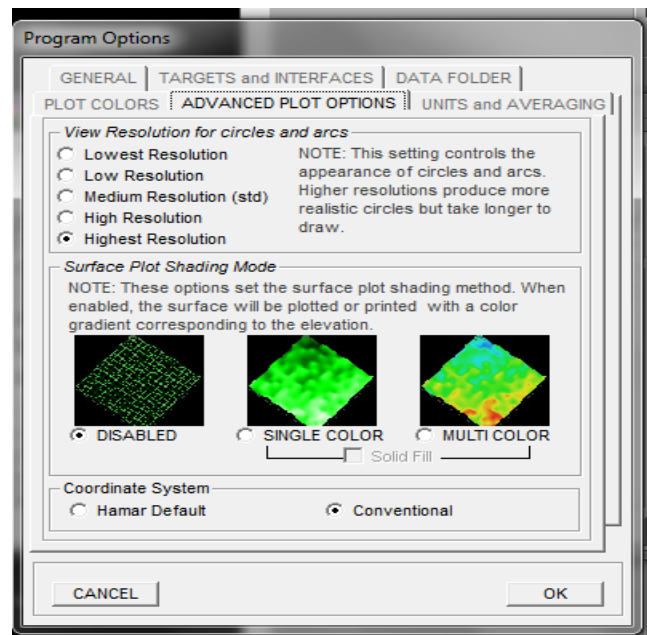 Program Options
GENERAL TARGETS and INTERFACES DATA FOLDER
PLOT COLORS ADVANCED PLOT OPTIONS UNITS and AVERAGING
View Resolution for circles and arcs
Lowest Resolution
Low Resolution
Medium Resolution (std)
High Resolution
Highest Resolution
NOTE: This setting controls the
appearance of circles and arcs.
Higher resolutions produce more
realistic circles but take longer to
draw.
Surface Plot Shading Mode
NOTE: These options set the surface plot shading method. When
enabled, the surface will be plotted or printed with a color
gradient corresponding to the elevation.
DISABLED SINGLE COLOR MULTI COLOR
Solid Fill
Coordinate System
Hamar Default Conventional
CANCEL OK